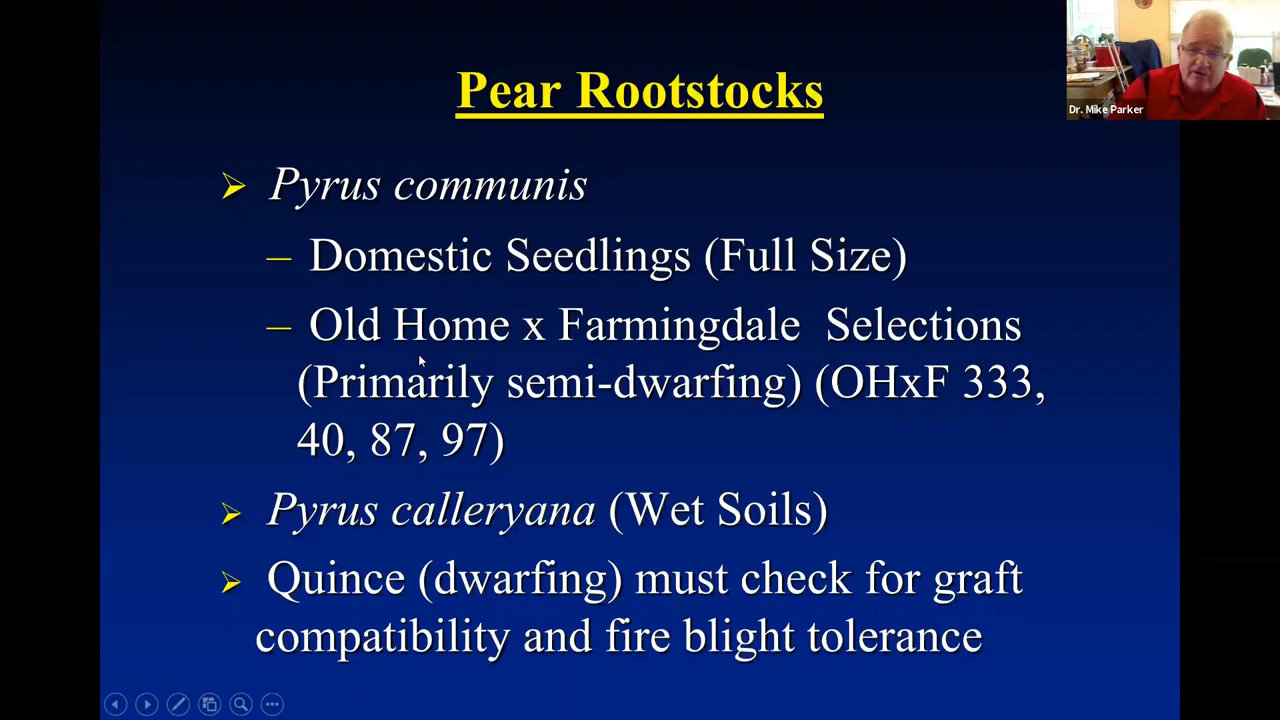 Pear Rootstocks
Dr. Mike Parker
➢ Pyrus communis
– Domestic Seedlings (Full Size)
– Old Home x Farmingdale Selections
(Primarily semi-dwarfing) (OHxF 333,
40, 87, 97)
➢ Pyrus calleryana (Wet Soils)
➢ Quince (dwarfing) must check for graft
compatibility and fire blight tolerance